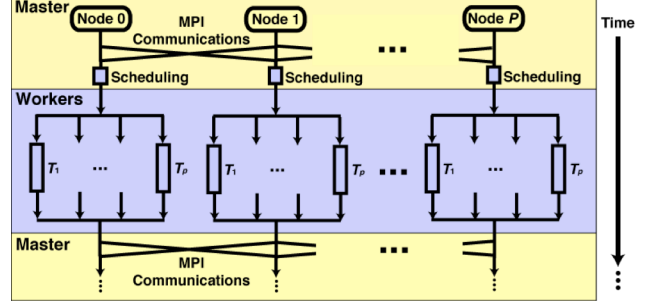 Master
Node 0
MPI
Communications
Node 1
...
Node P
Time
Scheduling
Scheduling
Scheduling
Workers
T1
...
Tp
T1
...
Tp
...
T1
...
Tp
Master
MPI
Communications
...